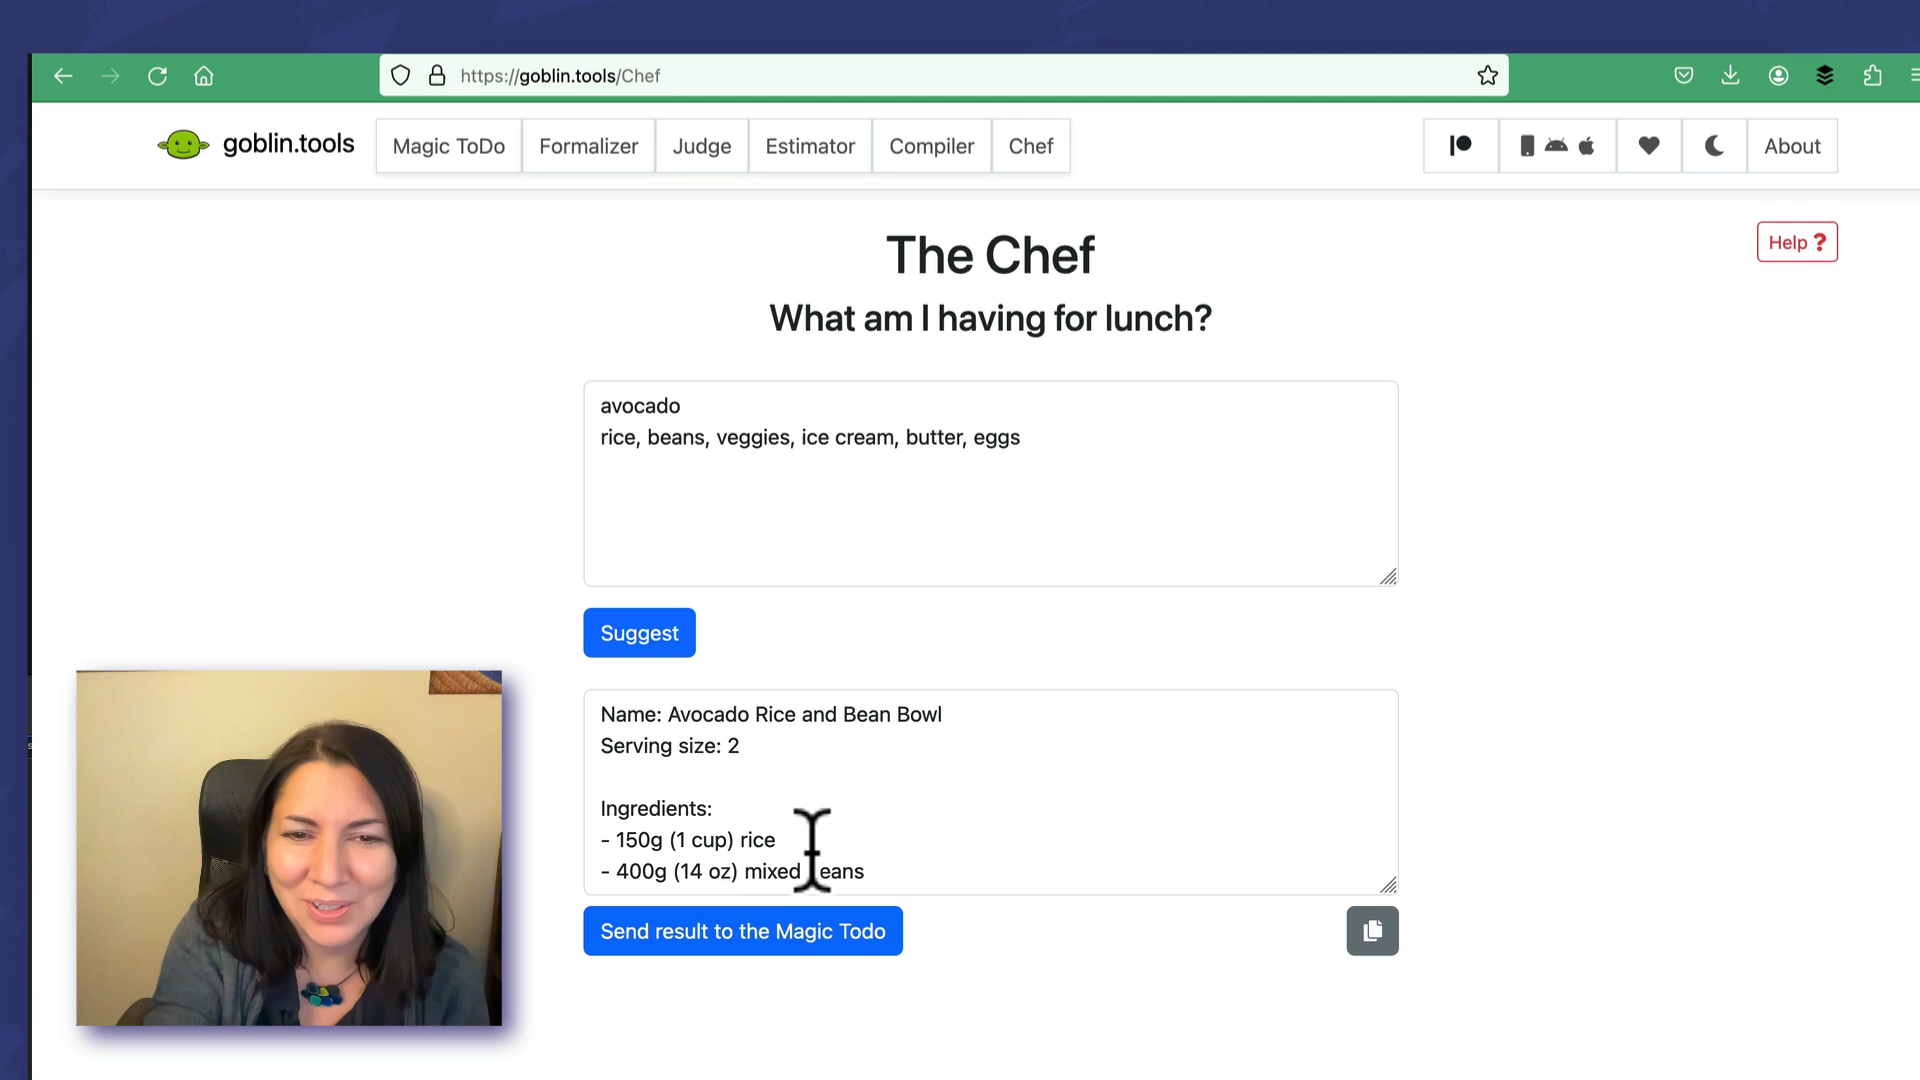 https://goblin.tools/Chef
goblin.tools
Magic ToDo
Formalizer
Judge
Estimator
Compiler
Chef
About
Help ?
The Chef
What am I having for lunch?
avocado
rice, beans, veggies, ice cream, butter, eggs
Suggest
Name: Avocado Rice and Bean Bowl
Serving size: 2
Ingredients:
- 150g (1 cup) rice
- 400g (14 oz) mixed beans
Send result to the Magic Todo